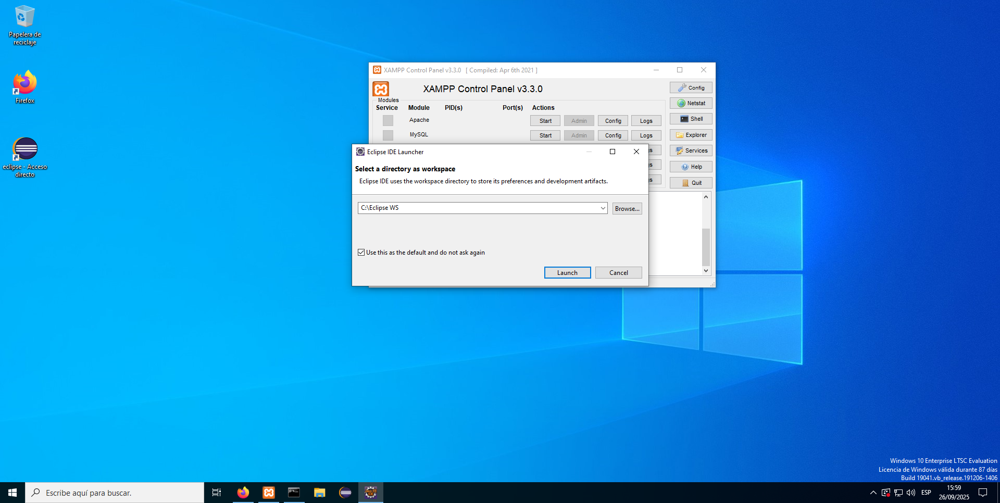 Papelera de
reciclaje
Firefox
eclipse - Acceso
directo
XAMPP Control Panel v3.3.0 [ Compiled: Apr 6th 2021 ]
XAMPP Control Panel v3.3.0
Modules
Service Module PID(s) Port(s) Actions
Apache Start Admin Config Logs
MySQL Start Admin Config Logs
Config
Netstat
Shell
Explorer
Services
Help
Quit
Eclipse IDE Launcher
Select a directory as workspace
Eclipse IDE uses the workspace directory to store its preferences and development artifacts.
C:\Eclipse WS
Browse...
Use this as the default and do not ask again
Launch Cancel
Windows 10 Enterprise LTSC Evaluation
Licencia de Windows válida durante 87 días
Build 19041.vb_release.191206-1406
Escribe aquí para buscar.
ESP
15:59
26/09/2025